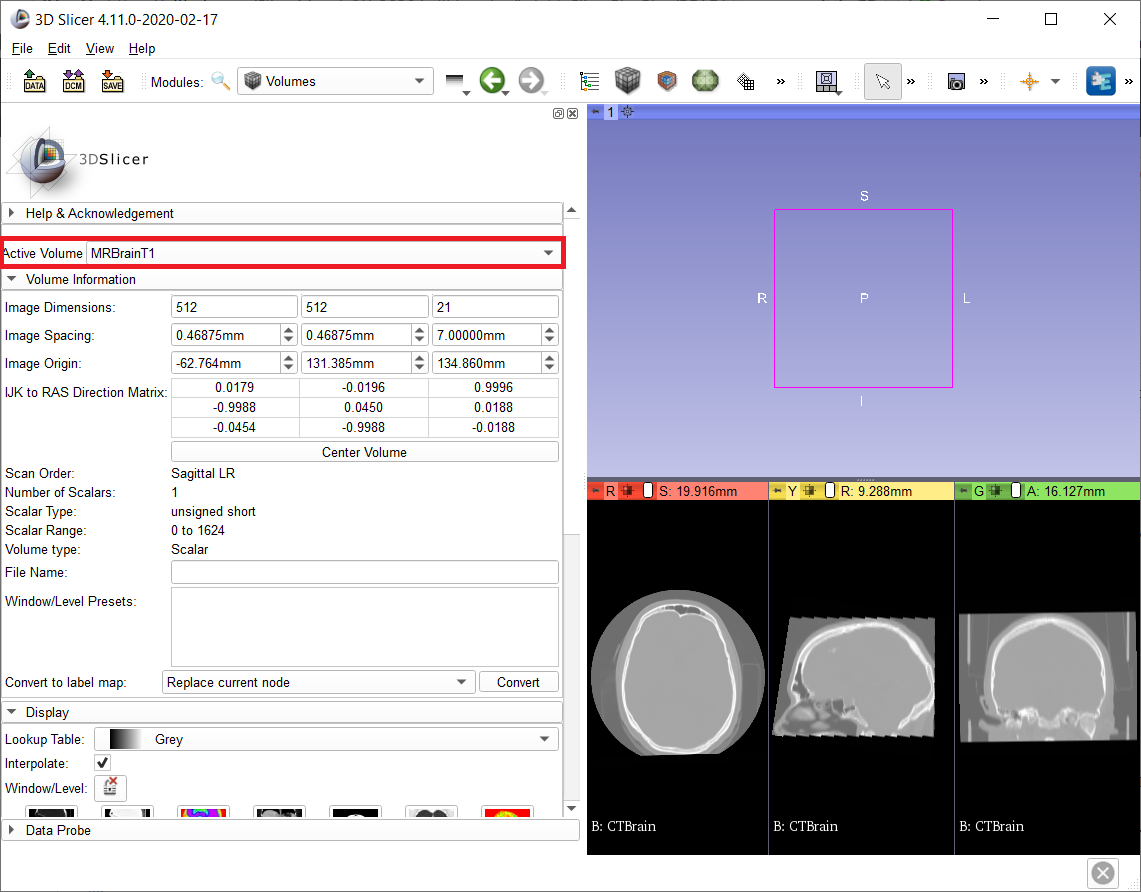 3D Slicer 4.11.0-2020-02-17
File Edit View Help
DATA DCM SAVE Modules: Volumes » » » »
1
3DSlicer
Help & Acknowledgement
Active Volume MRBrainT1
Volume Information
Image Dimensions: 512 512 21
Image Spacing: 0.46875mm 0.46875mm 7.00000mm
Image Origin: -62.764mm 131.385mm 134.860mm
IJK to RAS Direction Matrix: 0.0179 -0.0196 0.9996
-0.9988 0.0450 0.0188
-0.0454 -0.9988 -0.0188
Center Volume
Scan Order: Sagittal LR
Number of Scalars: 1
Scalar Type: unsigned short
Scalar Range: 0 to 1624
Volume type: Scalar
File Name:
Window/Level Presets:
Convert to label map: Replace current node Convert
Display
Lookup Table: Grey
Interpolate:
Window/Level:
Data Probe
S
R P L
I
R S: 19.916mm
Y R: 9.288mm
G A: 16.127mm
B: CTBrain
B: CTBrain
B: CTBrain